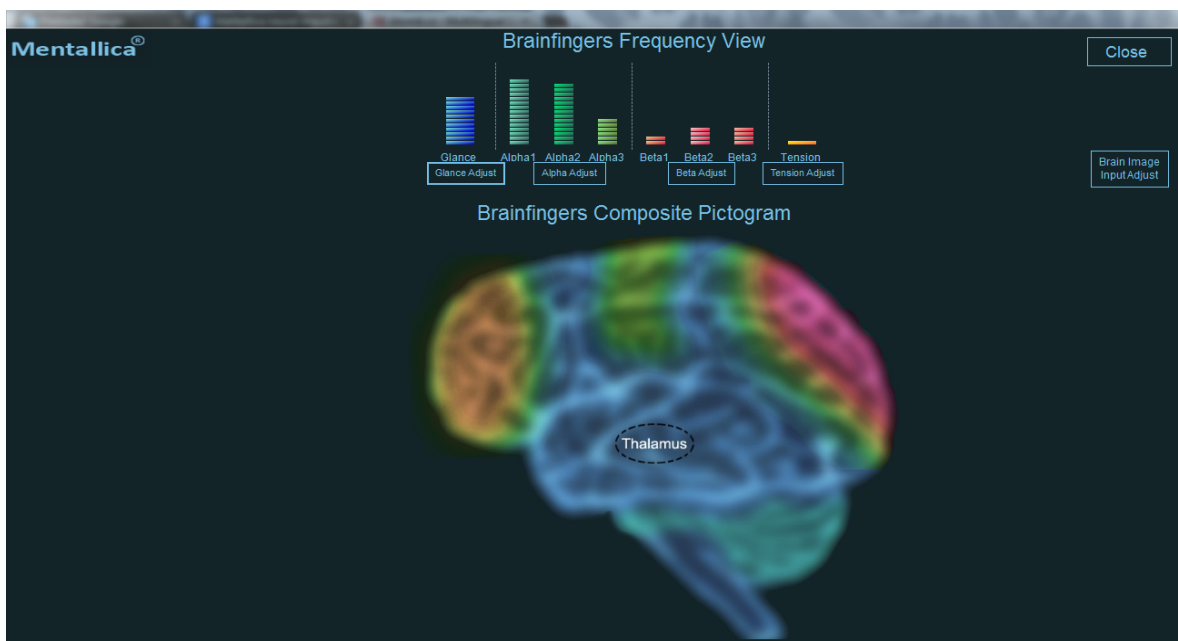 Mentallica®
Brainfingers Frequency View
Close
Glance Alpha1 Alpha2 Alpha3 Beta1 Beta2 Beta3 Tension
Glance Adjust Alpha Adjust Beta Adjust Tension Adjust
Brain Image
Input Adjust
Brainfingers Composite Pictogram
Thalamus